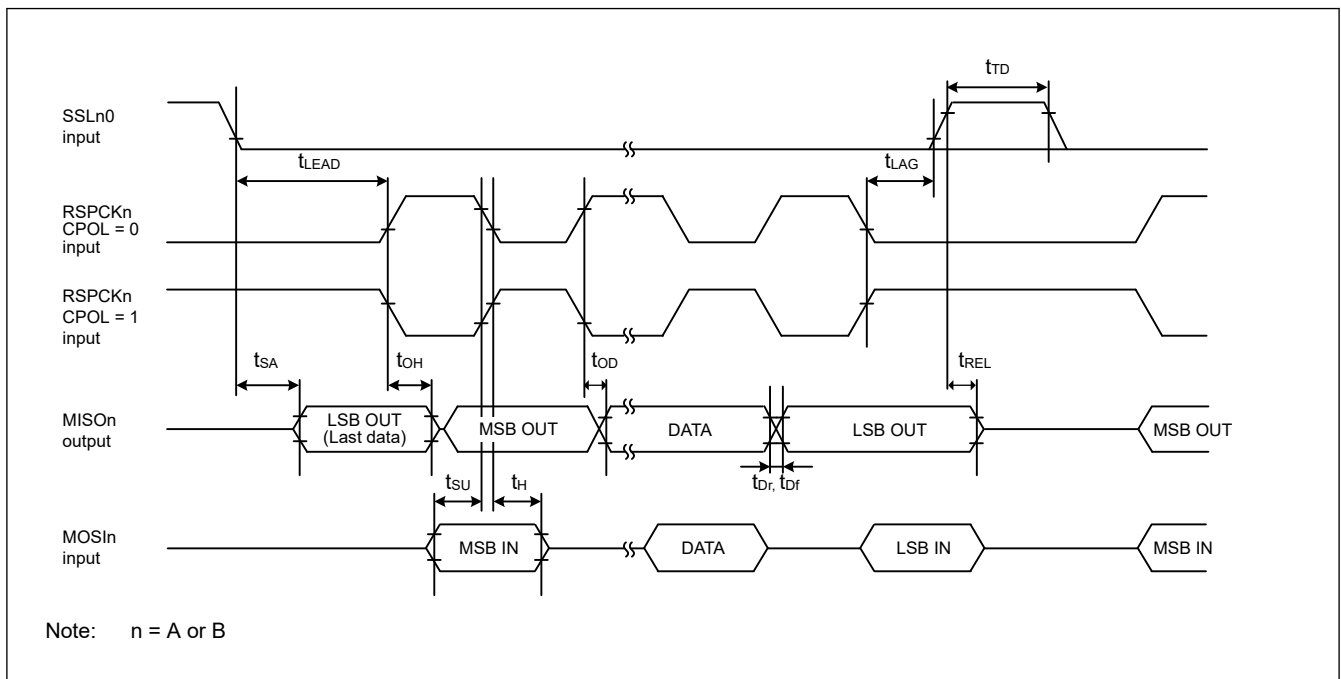 tTD
SSLn0
input
tLEAD
tLAG
RSPCKn
CPOL = 0
input
RSPCKn
CPOL = 1
input
tSA
tOH
tOD
tREL
MISOn
output
LSB OUT
(Last data)
MSB OUT
DATA
LSB OUT
MSB OUT
tSU
tH
tDr, tDf
MOSIn
input
MSB IN
DATA
LSB IN
MSB IN
Note: n = A or B